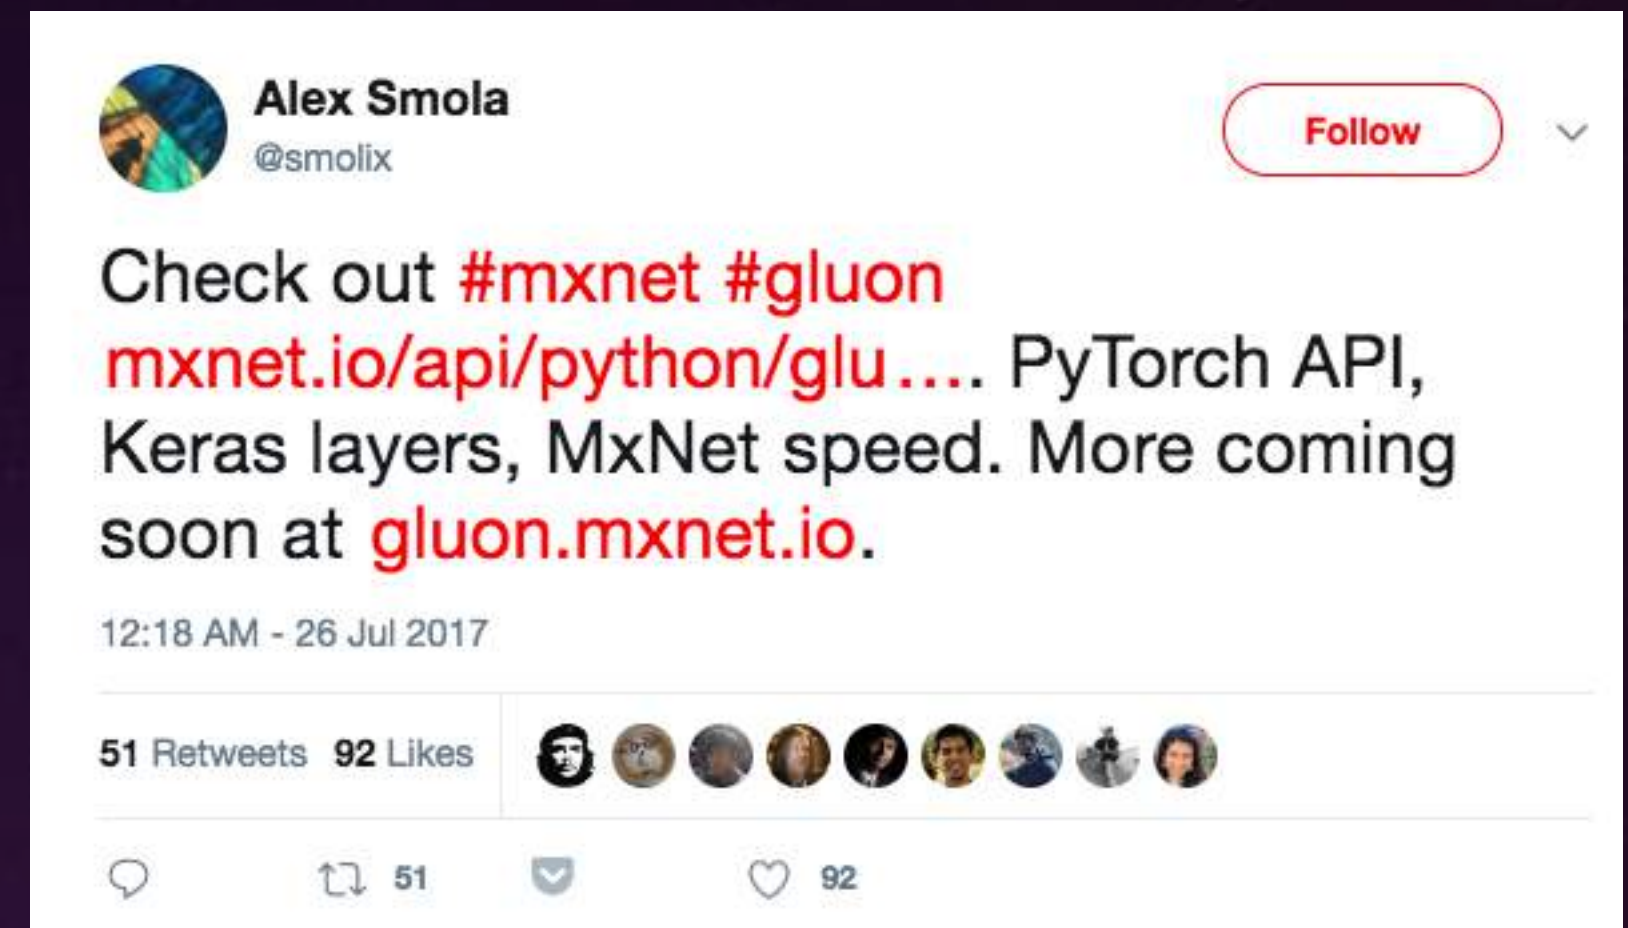 Alex Smola
@smolix
Follow
Check out #mxnet #gluon
mxnet.io/api/python/glu.... PyTorch API,
Keras layers, MxNet speed. More coming
soon at gluon.mxnet.io.
12:18 AM - 26 Jul 2017
51 Retweets 92 Likes
51 92